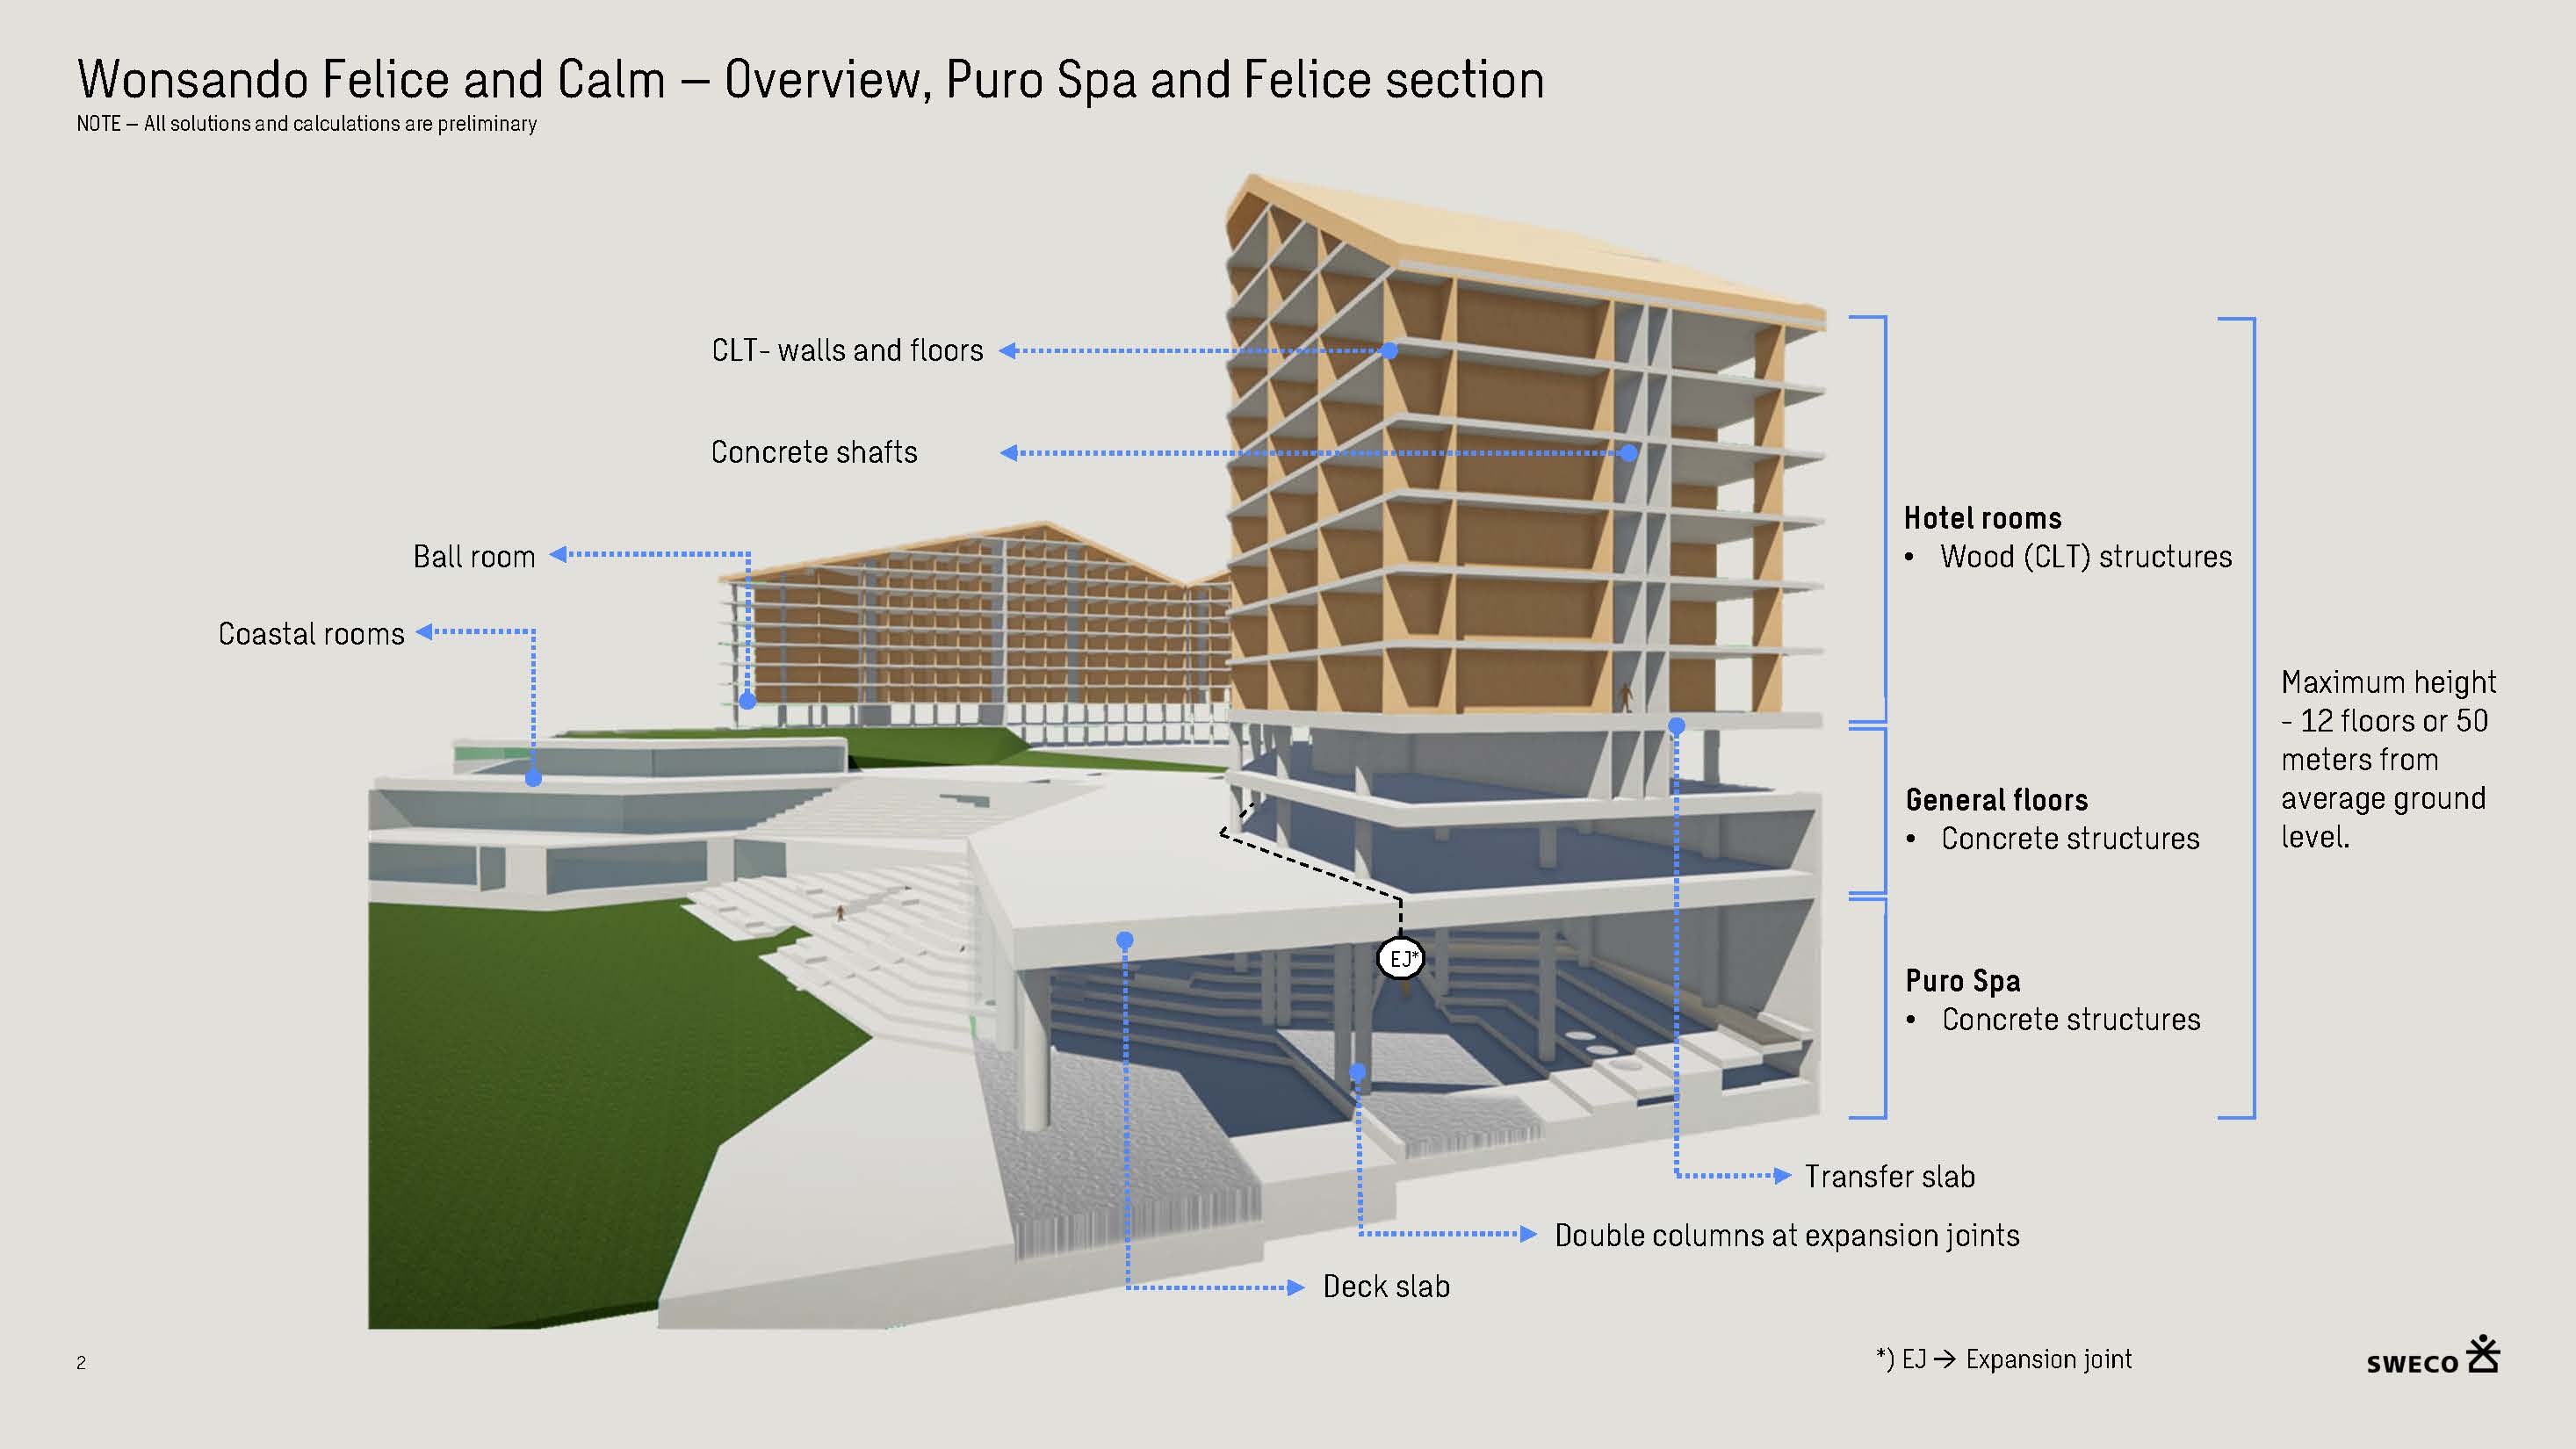 Wonsando Felice and Calm – Overview, Puro Spa and Felice section
NOTE – All solutions and calculations are preliminary
CLT- walls and floors
Concrete shafts
Ball room
Coastal rooms
Hotel rooms
• Wood (CLT) structures
General floors
• Concrete structures
Puro Spa
• Concrete structures
Maximum height
- 12 floors or 50
meters from
average ground
level.
EJ*
Transfer slab
Double columns at expansion joints
Deck slab
*) EJ → Expansion joint
2
SWECO